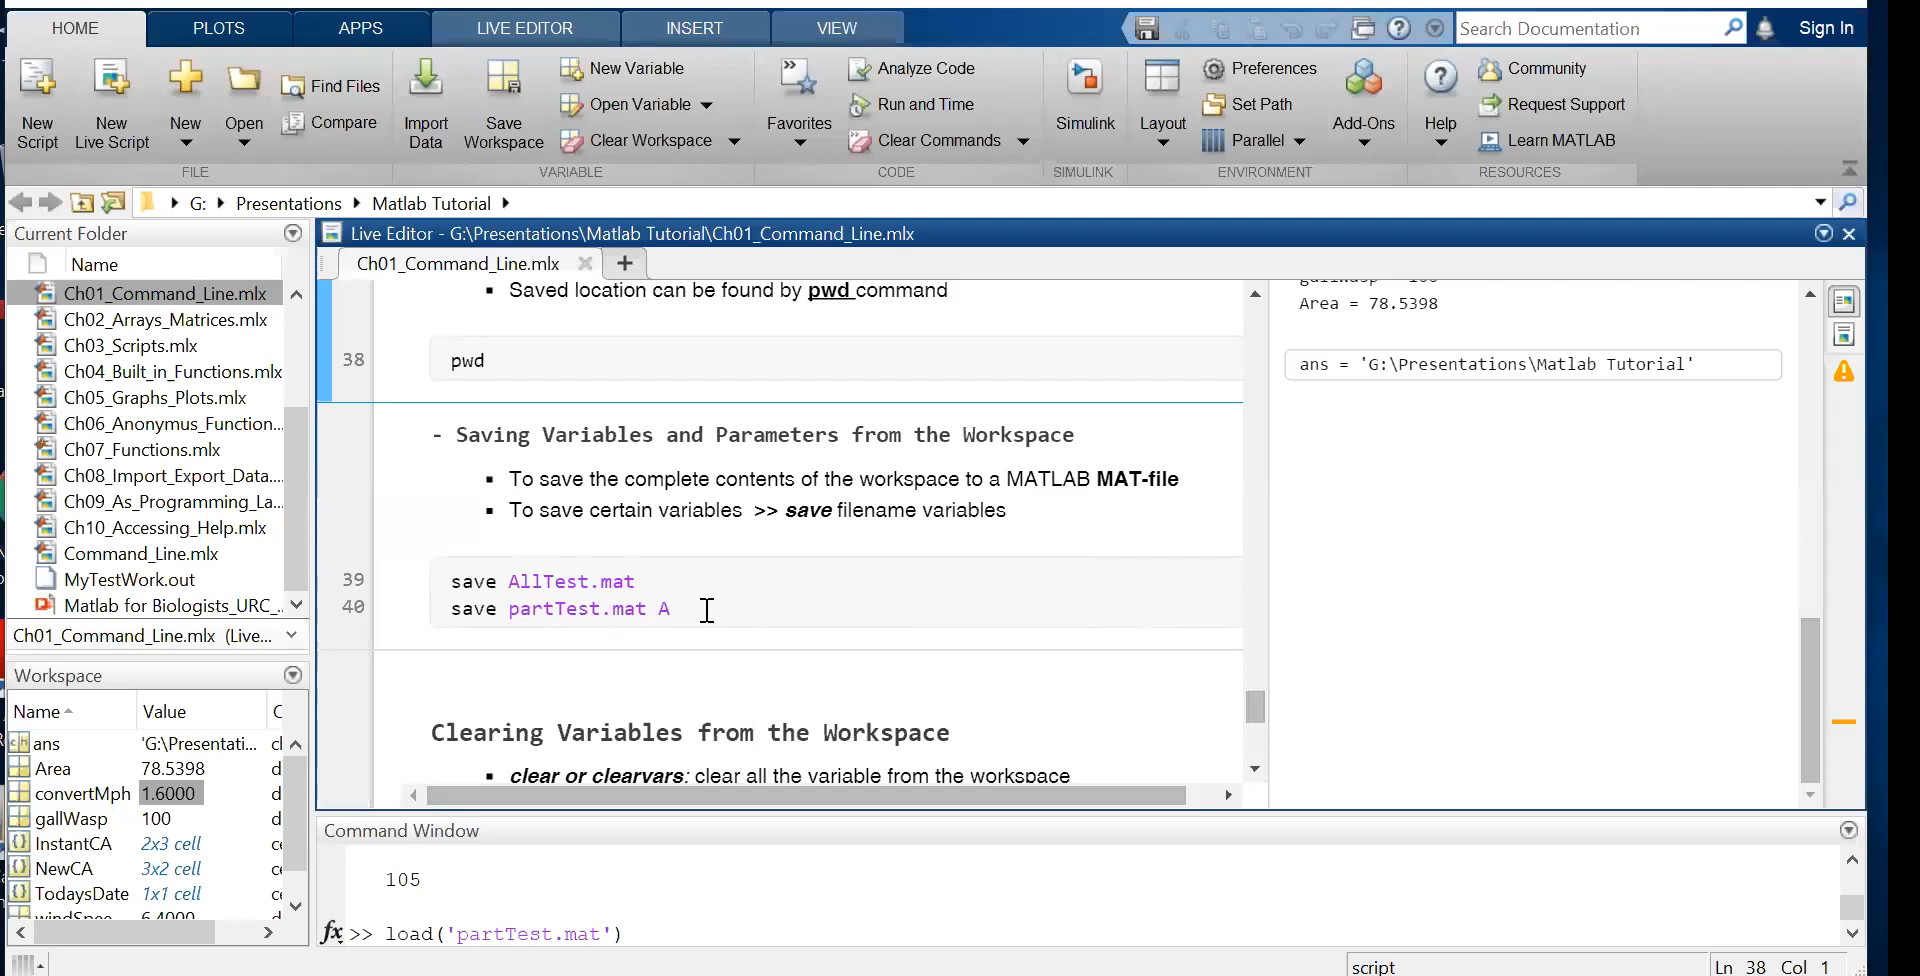 HOME PLOTS APPS LIVE EDITOR INSERT VIEW
Search Documentation
Sign In
New Script
New Live Script
New
Open
Find Files
Compare
FILE
Import Data
Save Workspace
New Variable
Open Variable
Clear Workspace
VARIABLE
Favorites
Analyze Code
Run and Time
Clear Commands
CODE
Simulink
SIMULINK
Layout
Preferences
Set Path
Parallel
Add-Ons
ENVIRONMENT
Help
Community
Request Support
Learn MATLAB
RESOURCES
G: Presentations Matlab Tutorial
Current Folder
Name
Ch01_Command_Line.mlx
Ch02_Arrays_Matrices.mlx
Ch03_Scripts.mlx
Ch04_Built_in_Functions.mlx
Ch05_Graphs_Plots.mlx
Ch06_Anonymus_Function...
Ch07_Functions.mlx
Ch08_Import_Export_Data....
Ch09_As_Programming_La...
Ch10_Accessing_Help.mlx
Command_Line.mlx
MyTestWork.out
Matlab for Biologists_URC_...
Ch01_Command_Line.mlx (Live...
Workspace
Name Value C
ans 'G:\Presentati... ch
Area 78.5398 d
convertMph 1.6000 d
gallWasp 100 d
InstantCA 2x3 cell ce
NewCA 3x2 cell ce
TodaysDate 1x1 cell ce
windSpee 6.4000 d
Live Editor - G:\Presentations\Matlab Tutorial\Ch01_Command_Line.mlx
Ch01_Command_Line.mlx
▪ Saved location can be found by pwd command
38 pwd
- Saving Variables and Parameters from the Workspace
▪ To save the complete contents of the workspace to a MATLAB MAT-file
▪ To save certain variables >> save filename variables
39 save AllTest.mat
40 save partTest.mat A
Clearing Variables from the Workspace
▪ clear or clearvars: clear all the variable from the workspace
gallWasp = 100
Area = 78.5398
ans = 'G:\Presentations\Matlab Tutorial'
Command Window
105
fx >> load('partTest.mat')
script
Ln 38 Col 1